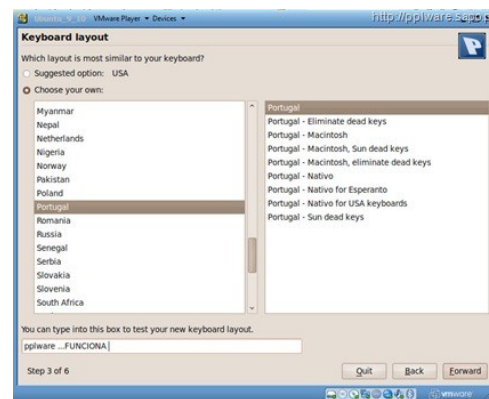 Ubuntu_9_10 VMware Player Devices
http://pplware.sapo
Keyboard layout
Which layout is most similar to your keyboard?
Suggested option: USA
Choose your own:
Myanmar
Nepal
Netherlands
Nigeria
Norway
Pakistan
Poland
Portugal
Romania
Russia
Senegal
Serbia
Slovakia
Slovenia
South Africa
Portugal
Portugal - Eliminate dead keys
Portugal - Macintosh
Portugal - Macintosh, Sun dead keys
Portugal - Macintosh, eliminate dead keys
Portugal - Nativo
Portugal - Nativo for Esperanto
Portugal - Nativo for USA keyboards
Portugal - Sun dead keys
You can type into this box to test your new keyboard layout.
pplware ...FUNCIONA
Step 3 of 6
Quit Back Forward
vmware